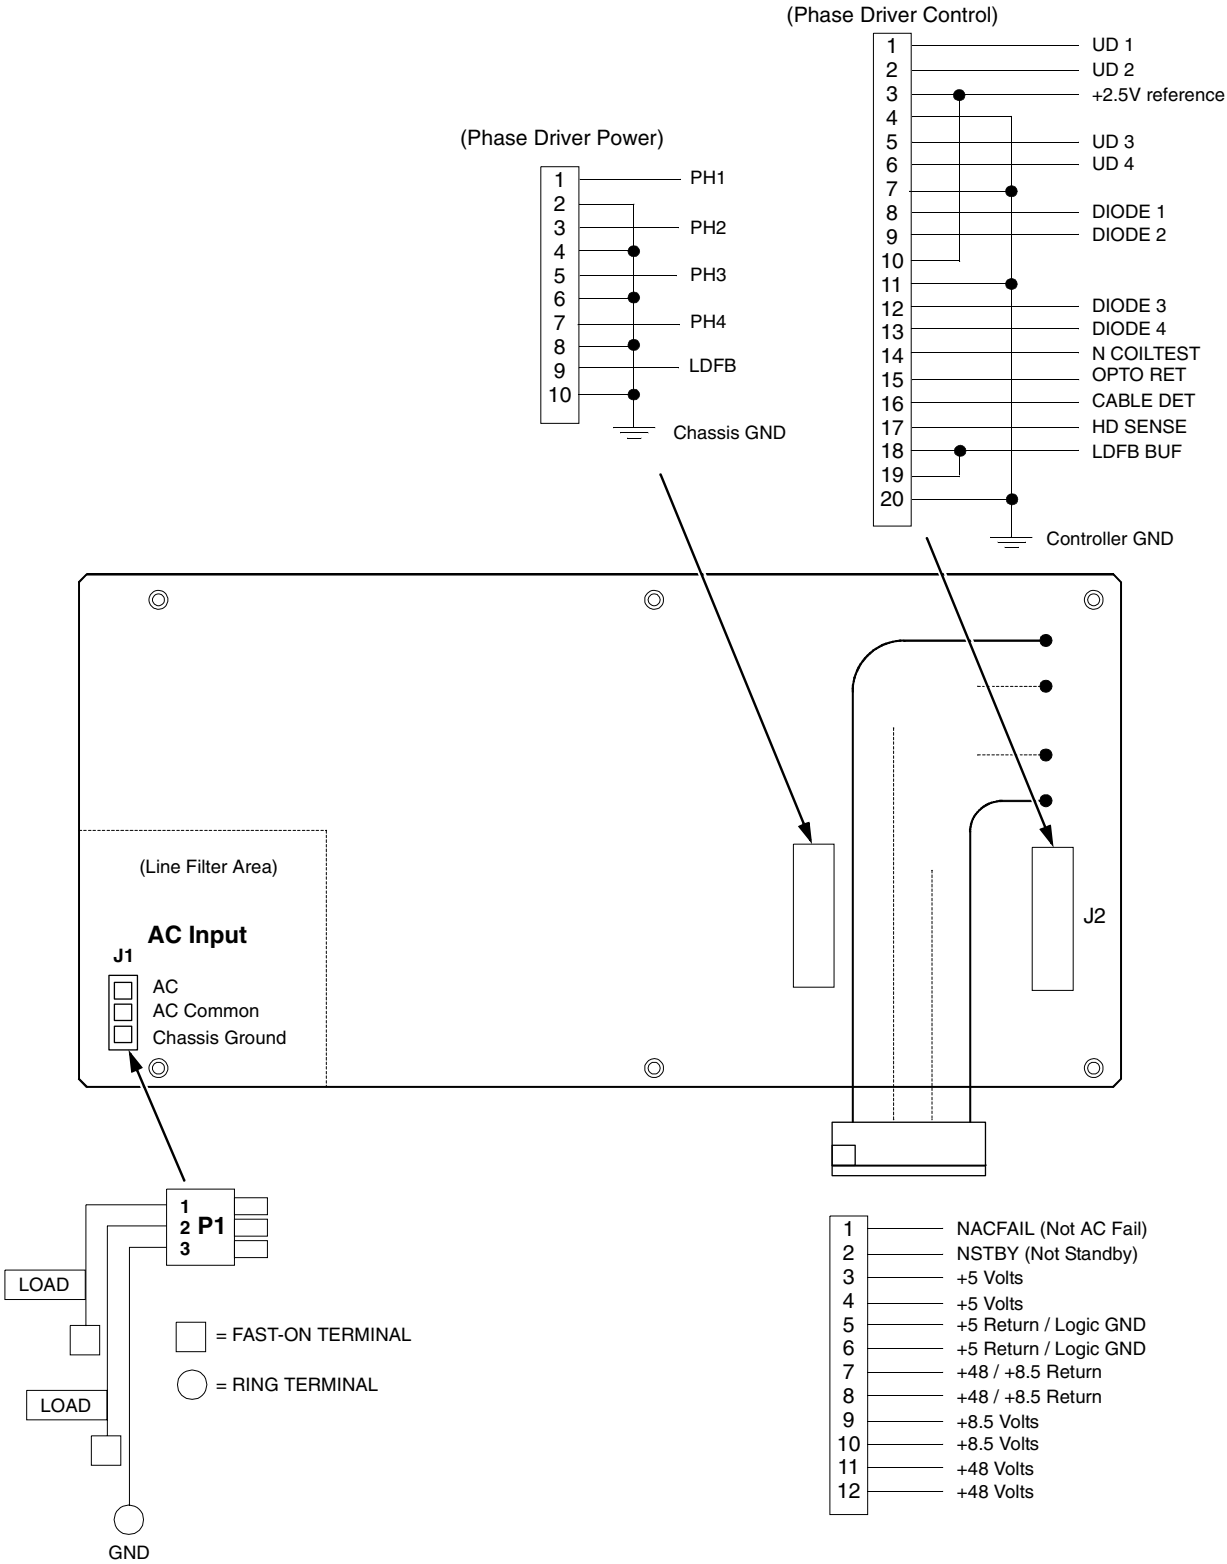 (Phase Driver Control)
1 UD 1
2 UD 2
3 +2.5V reference
4
5 UD 3
6 UD 4
7
8 DIODE 1
9 DIODE 2
10
11
12 DIODE 3
13 DIODE 4
14 N COILTEST
15 OPTO RET
16 CABLE DET
17 HD SENSE
18 LDFB BUF
19
20
Controller GND
(Phase Driver Power)
1 PH1
2
3 PH2
4
5 PH3
6
7 PH4
8
9 LDFB
10
Chassis GND
(Line Filter Area)
AC Input
J1
AC
AC Common
Chassis Ground
J2
1
2 P1
3
LOAD
LOAD
GND
= FAST-ON TERMINAL
= RING TERMINAL
1 NACFAIL (Not AC Fail)
2 NSTBY (Not Standby)
3 +5 Volts
4 +5 Volts
5 +5 Return / Logic GND
6 +5 Return / Logic GND
7 +48 / +8.5 Return
8 +48 / +8.5 Return
9 +8.5 Volts
10 +8.5 Volts
11 +48 Volts
12 +48 Volts